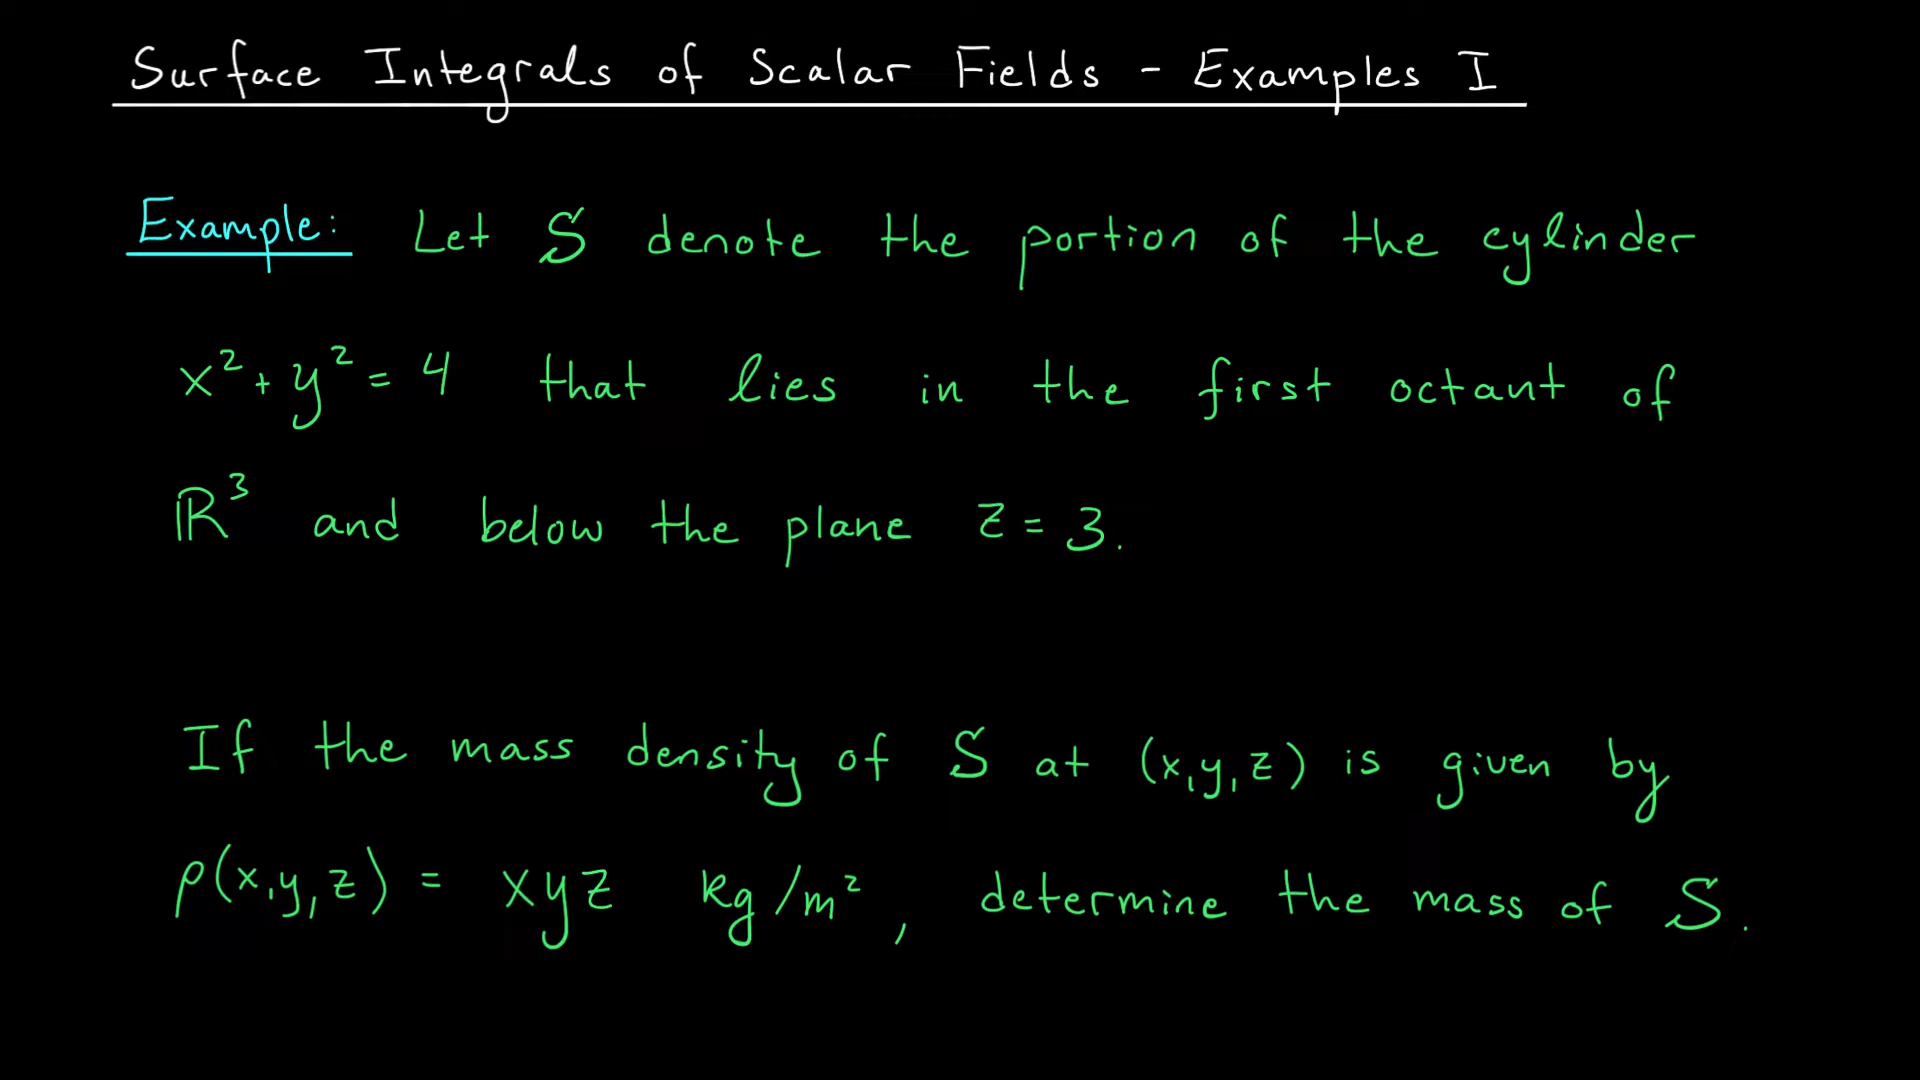 Surface Integrals of Scalar Fields - Examples I
Example: Let S denote the portion of the cylinder
x² + y² = 4 that lies in the first octant of
ℝ³ and below the plane z = 3.
If the mass density of S at (x,y,z) is given by
ρ(x,y,z) = xyz kg/m², determine the mass of S.